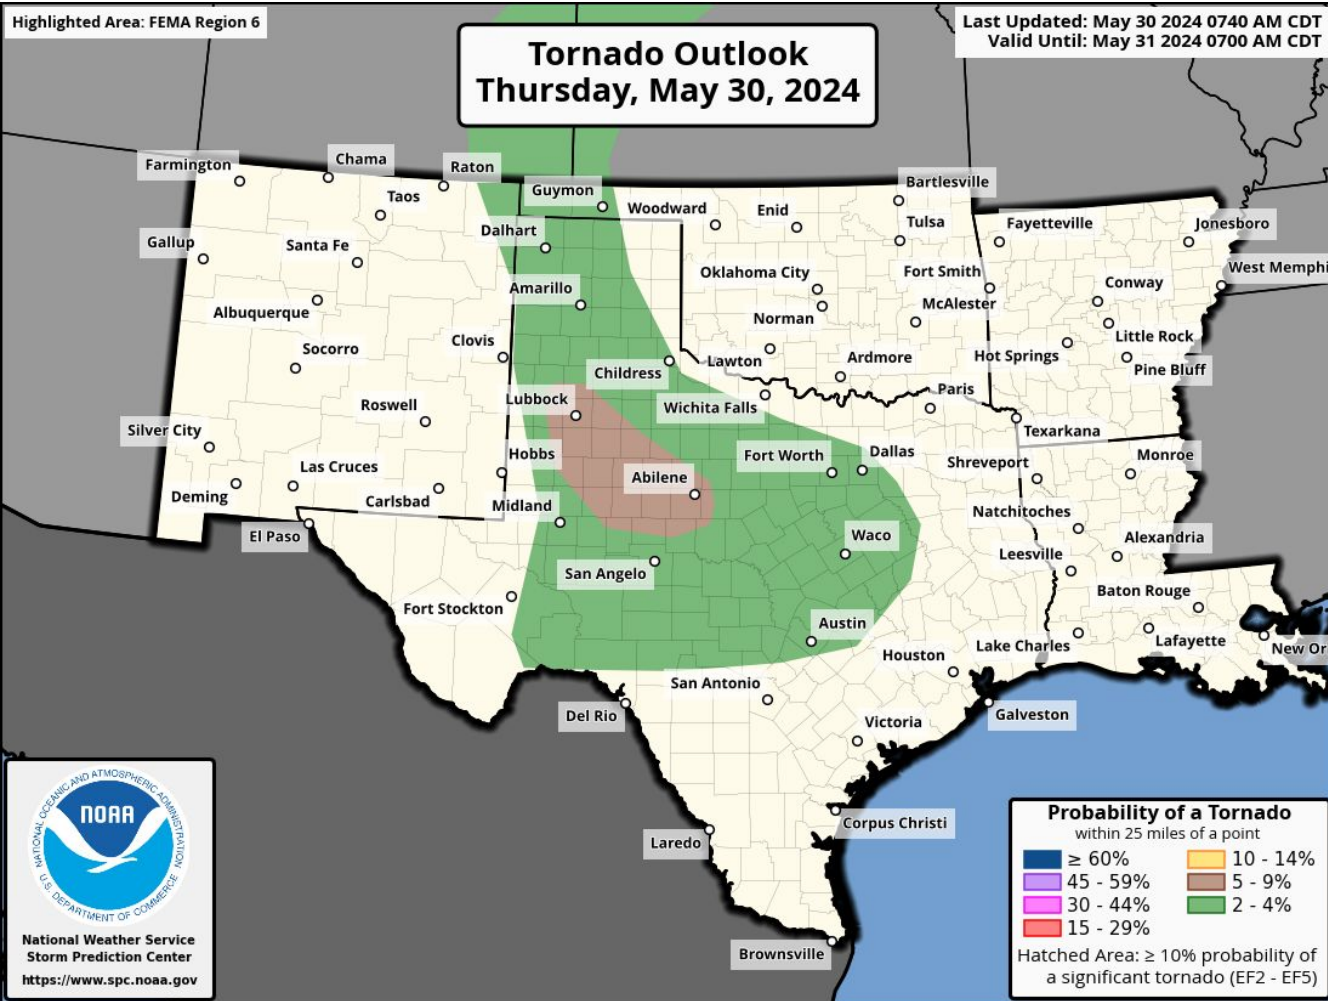 Highlighted Area: FEMA Region 6
Last Updated: May 30 2024 0740 AM CDT
Valid Until: May 31 2024 0700 AM CDT
Tornado Outlook
Thursday, May 30, 2024
Farmington
Chama
Raton
Taos
Guymon
Woodward
Enid
Bartlesville
Tulsa
Fayetteville
Jonesboro
Gallup
Santa Fe
Dalhart
Oklahoma City
Fort Smith
West Memphi
Albuquerque
Amarillo
Norman
McAlester
Conway
Socorro
Clovis
Childress
Lawton
Ardmore
Hot Springs
Little Rock
Pine Bluff
Roswell
Lubbock
Wichita Falls
Paris
Texarkana
Silver City
Las Cruces
Hobbs
Abilene
Fort Worth
Dallas
Shreveport
Monroe
Deming
Carlsbad
Midland
Natchitoches
El Paso
San Angelo
Waco
Leesville
Alexandria
Fort Stockton
Austin
Baton Rouge
Houston
Lake Charles
Lafayette
New Or
Del Rio
San Antonio
Victoria
Galveston
Laredo
Corpus Christi
Brownsville
NATIONAL OCEANIC AND ATMOSPHERIC ADMINISTRATION
NOAA
U.S. DEPARTMENT OF COMMERCE
National Weather Service
Storm Prediction Center
https://www.spc.noaa.gov
Probability of a Tornado
within 25 miles of a point
≥ 60% 10 - 14%
45 - 59% 5 - 9%
30 - 44% 2 - 4%
15 - 29%
Hatched Area: ≥ 10% probability of
a significant tornado (EF2 - EF5)